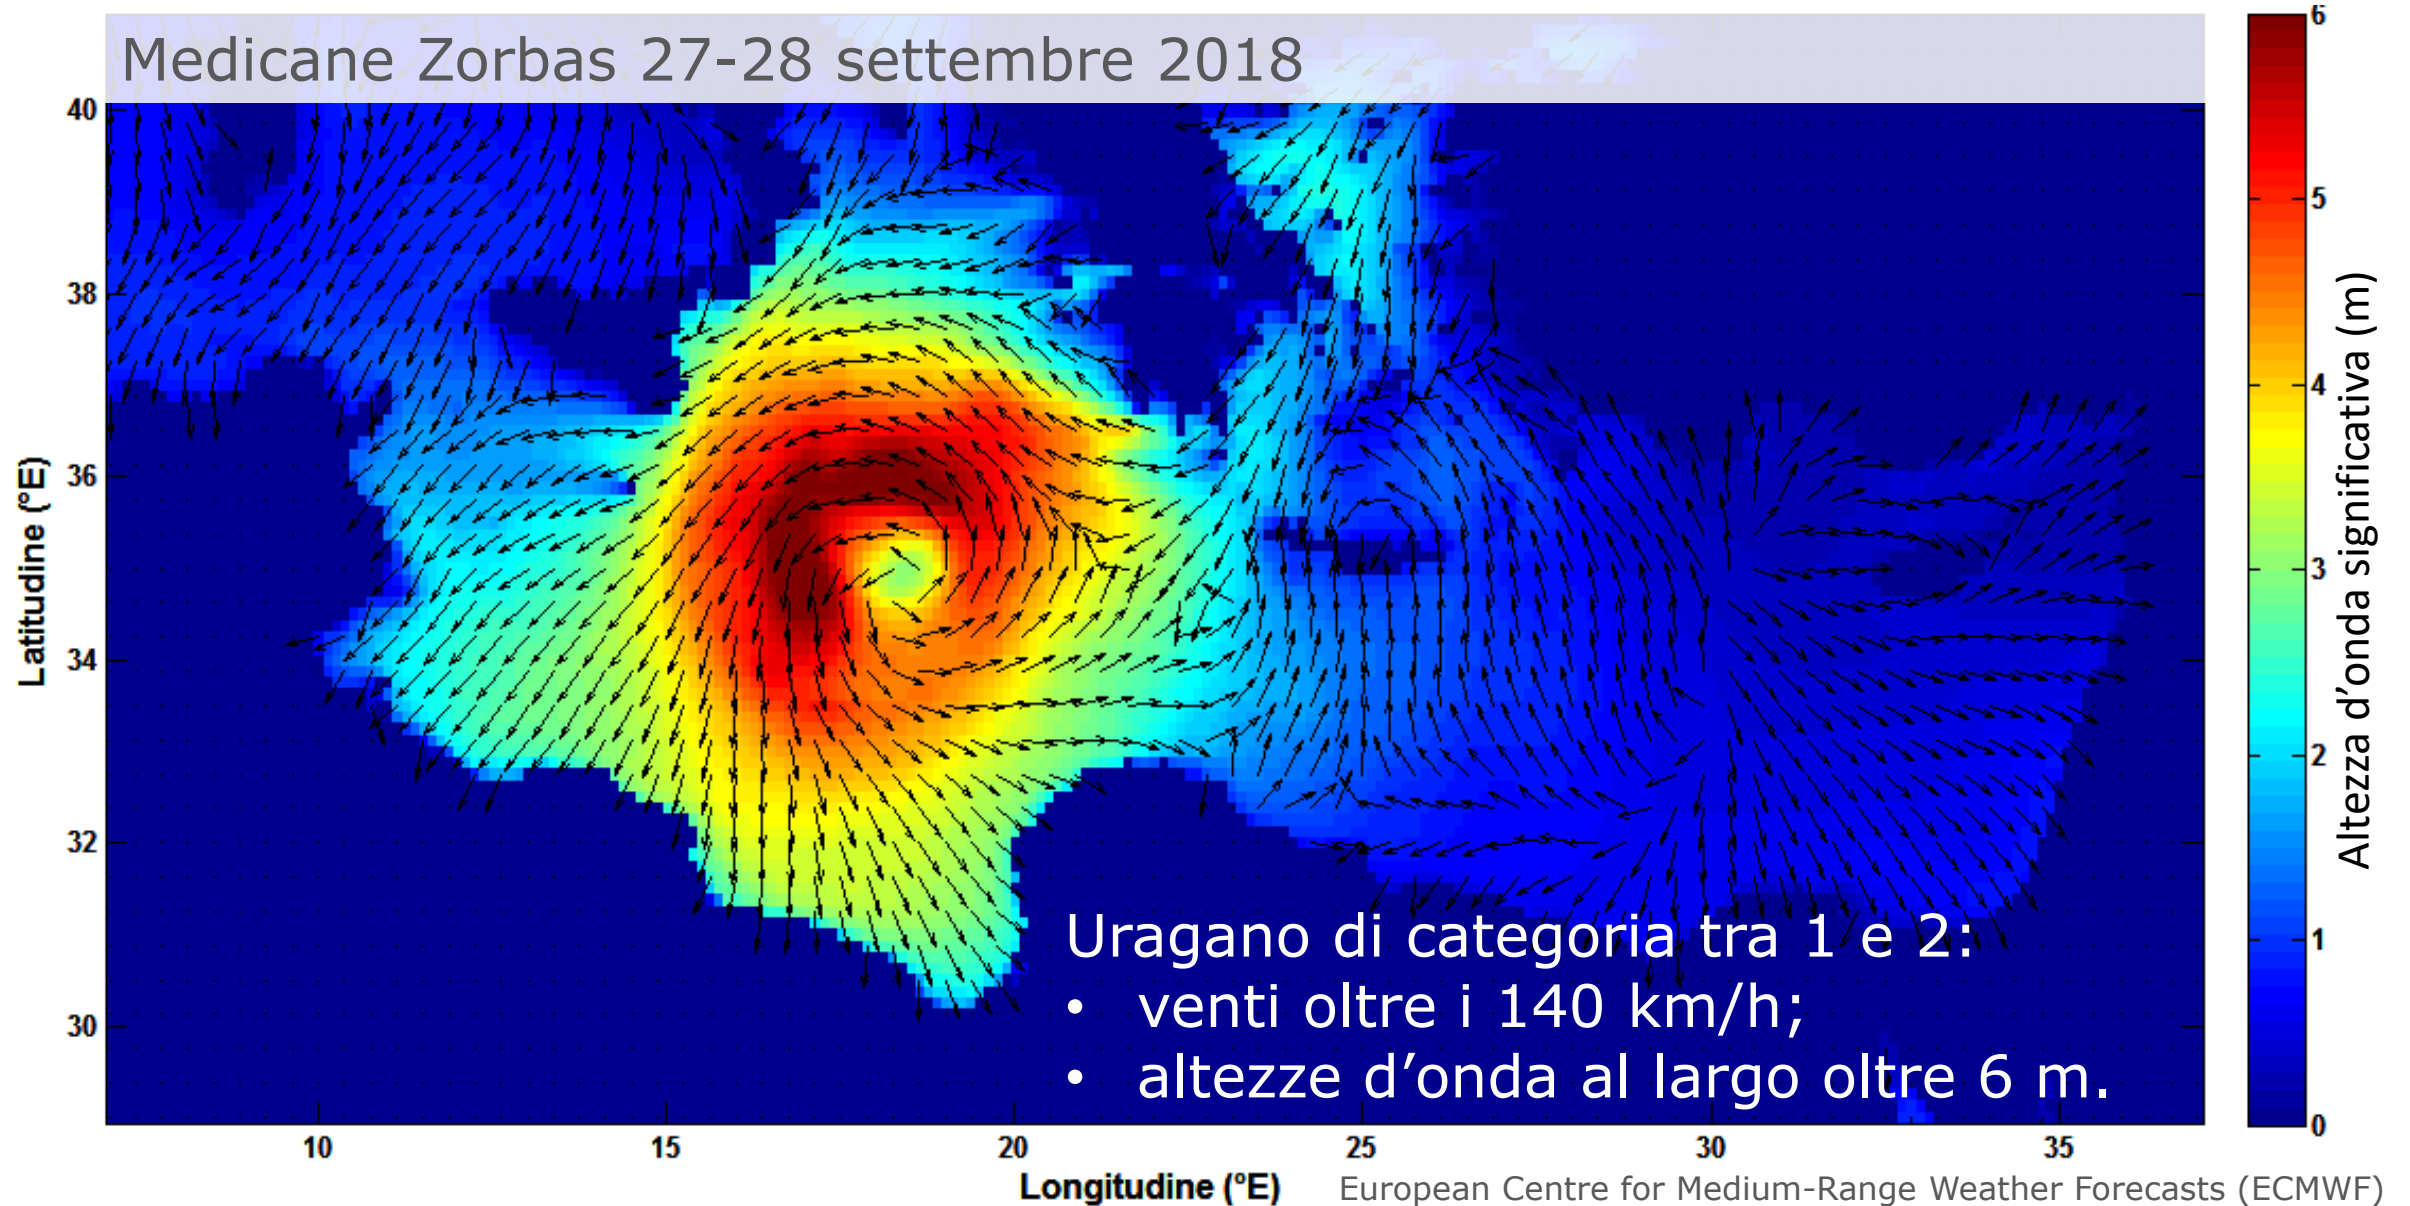 Medicane Zorbas 27-28 settembre 2018
6
5
4
3
2
1
0
Altezza d’onda significativa (m)
40
38
36
34
32
30
Latitudine (°E)
Uragano di categoria tra 1 e 2:
• venti oltre i 140 km/h;
• altezze d’onda al largo oltre 6 m.
10 15 20 25 30 35
Longitudine (°E)
European Centre for Medium-Range Weather Forecasts (ECMWF)